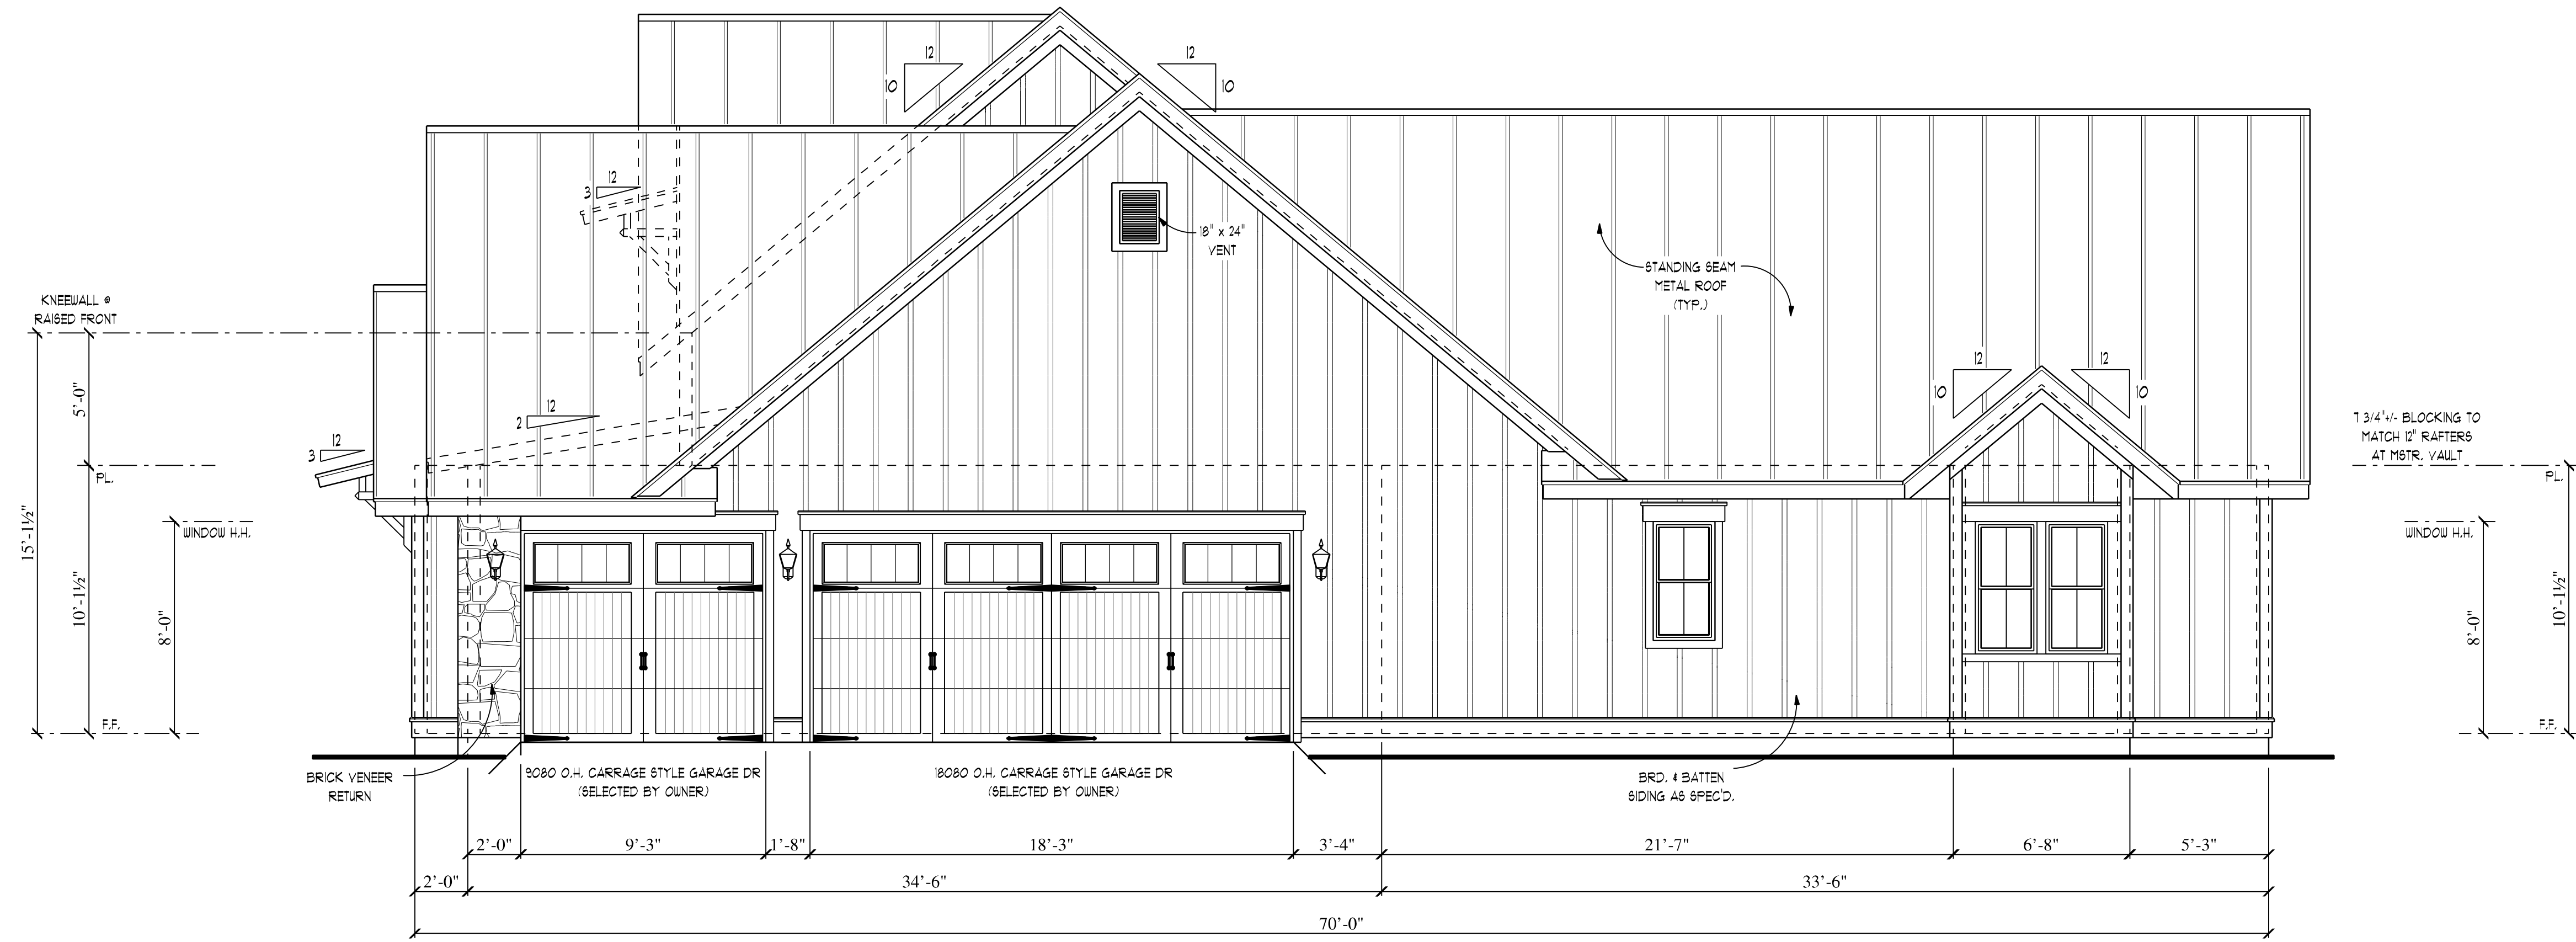 12
10
12
10
3
12
18" x 24"
VENT
STANDING SEAM
METAL ROOF
(TYP.)
KNEEWALL @
RAISED FRONT
12
10
12
10
2
12
3
12
7 3/4"+/- BLOCKING TO
MATCH 12" RAFTERS
AT MSTR. VAULT
5'-0"
PL.
PL.
WINDOW H.H.
WINDOW H.H.
15'-1½"
10'-1½"
8'-0"
8'-0"
10'-1½"
F.F.
F.F.
BRICK VENEER
RETURN
9080 O.H. CARRAGE STYLE GARAGE DR
(SELECTED BY OWNER)
18080 O.H. CARRAGE STYLE GARAGE DR
(SELECTED BY OWNER)
BRD. & BATTEN
SIDING AS SPEC'D.
2'-0" 9'-3" 1'-8" 18'-3" 3'-4" 21'-7" 6'-8" 5'-3"
2'-0" 34'-6" 33'-6"
70'-0"